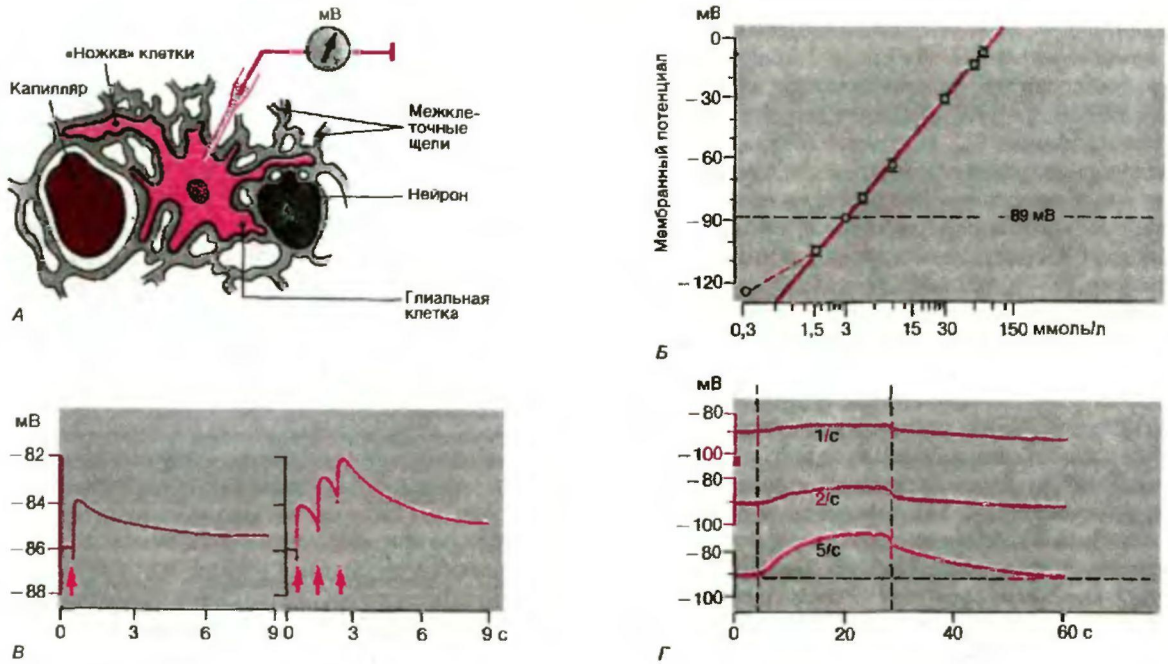 мВ
«Ножка» клетки
Капилляр
Межкле-
точные
щели
Нейрон
Глиальная
клетка
А
мВ
Мембранный потенциал
0
−30
−60
−90
−120
− 89 мВ
0,3 1,5 3 15 30 150 ммоль/л
Б
мВ
−82
−84
−86
−88
0 3 6 9 0 3 6 9 с
В
мВ
−80
−100
−80
−100
−80
−100
1/с
2/с
5/с
0 20 40 60 с
Г